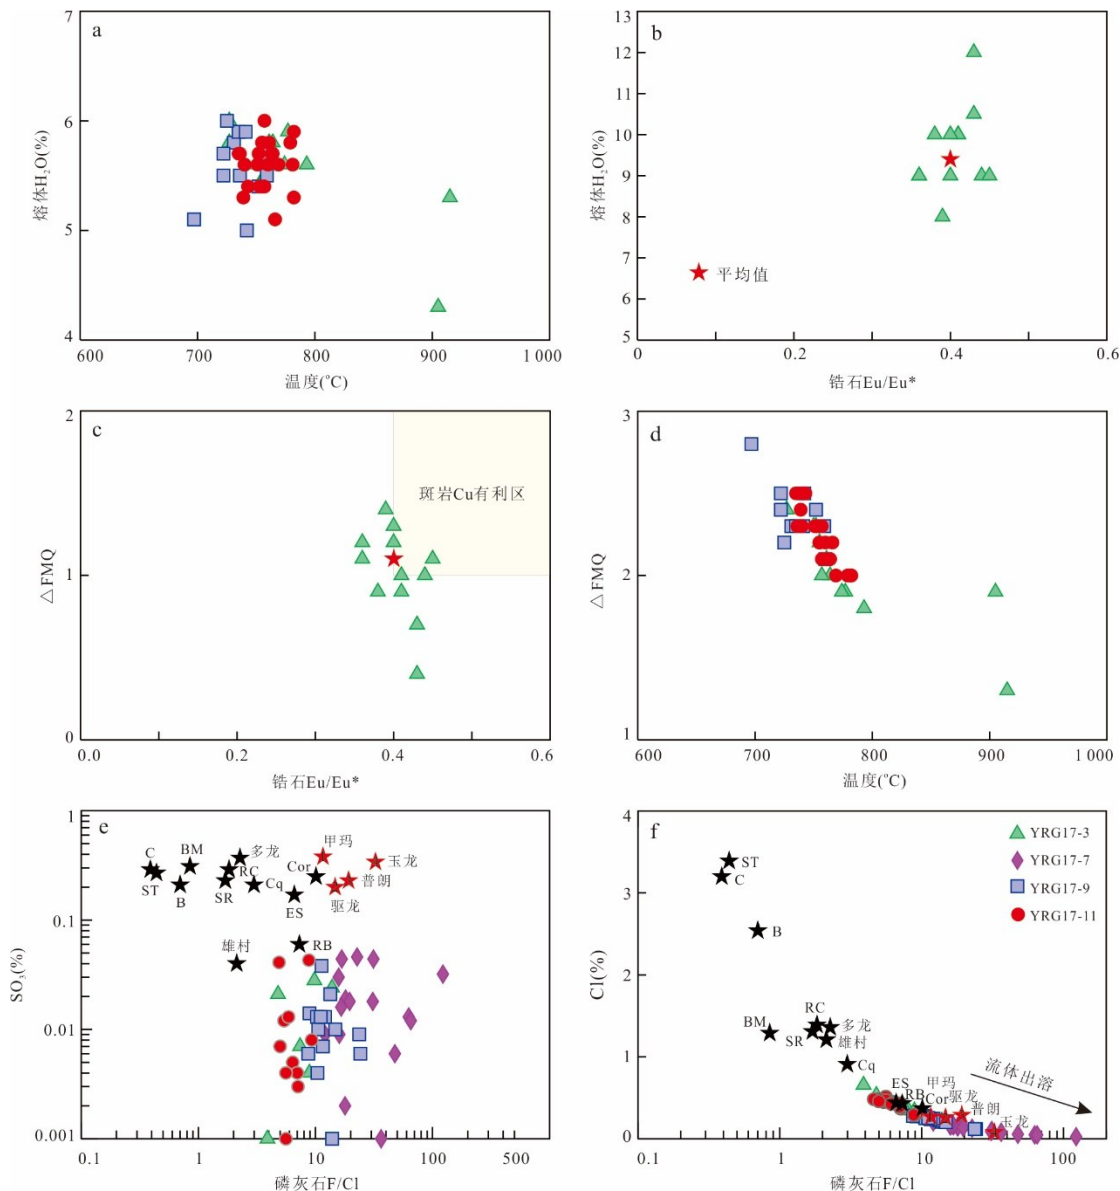 a
7
6
5
4
熔体H₂O(%)
600
700
800
900
1 000
温度(°C)
b
13
12
11
10
9
8
7
6
5
熔体H₂O(%)
平均值
0
0.2
0.4
0.6
锆石Eu/Eu*
c
2
1
0
△FMQ
斑岩Cu有利区
0.0
0.2
0.4
0.6
锆石Eu/Eu*
d
3
2
1
△FMQ
600
700
800
900
1 000
温度(°C)
e
1
0.1
0.01
0.001
SO₃(%)
C
ST
BM
B
多龙
RC
SR
Cq
Cor
ES
甲玛
玉龙
普朗
驱龙
雄村
RB
0.1
1
10
100
500
磷灰石F/Cl
f
4
3
2
1
0
Cl(%)
YRG17-3
YRG17-7
YRG17-9
YRG17-11
ST
C
B
BM
RC
SR
多龙
雄村
Cq
ES
RB
甲玛
Cor
驱龙
普朗
玉龙
流体出溶
0.1
1
10
100
磷灰石F/Cl